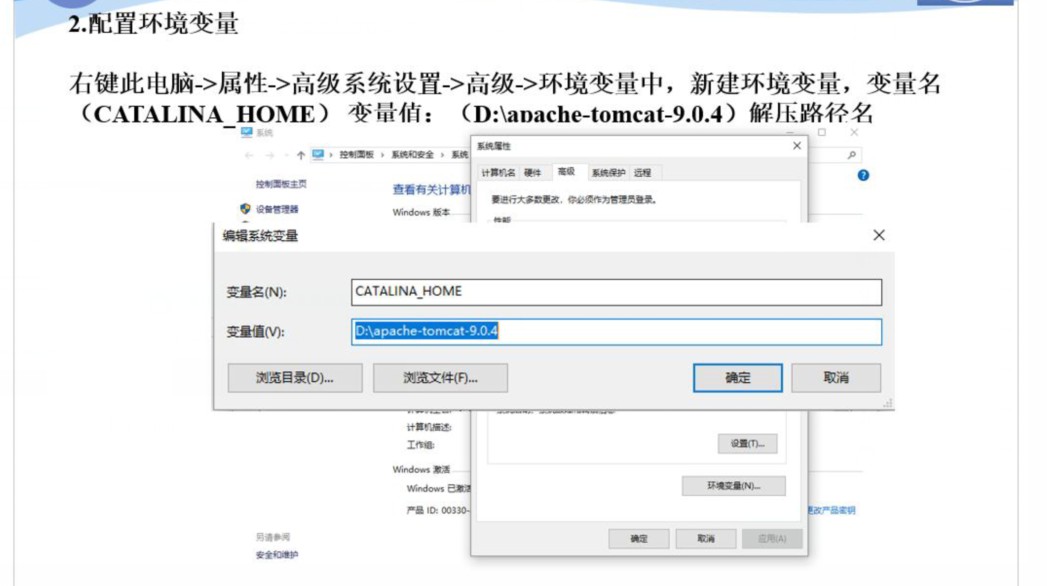 2.配置环境变量
右键此电脑->属性->高级系统设置->高级->环境变量中，新建环境变量，变量名
（CATALINA_HOME） 变量值：（D:\apache-tomcat-9.0.4）解压路径名
系统
控制面板 › 系统和安全 › 系统
控制面板主页
设备管理器
查看有关计算机
Windows 版本
系统属性
计算机名 硬件 高级 系统保护 远程
要进行大多数更改，你必须作为管理员登录。
性能
编辑系统变量
变量名(N):
CATALINA_HOME
变量值(V):
D:\apache-tomcat-9.0.4
浏览目录(D)...
浏览文件(F)...
确定
取消
计算机描述:
工作组:
Windows 激活
Windows 已激活
产品 ID: 00330-
另请参阅
安全和维护
设置(T)...
环境变量(N)...
确定
取消
应用(A)
更改产品密钥